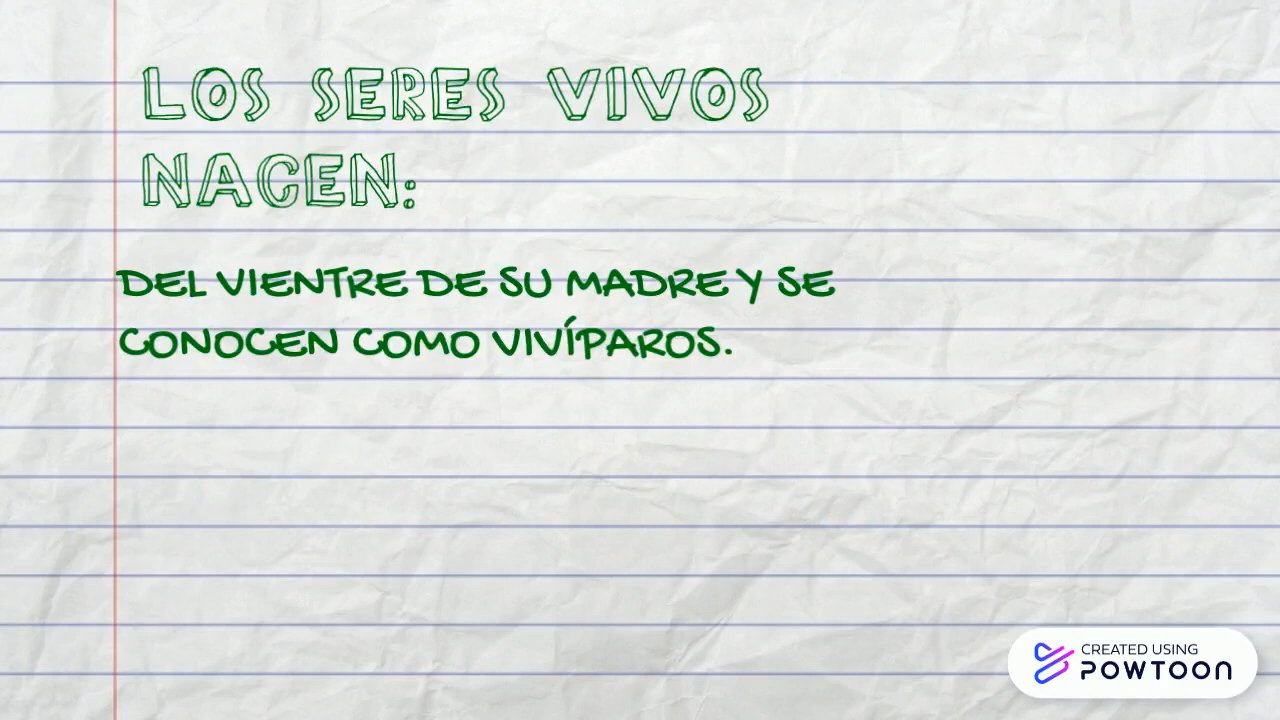 LOS SERES VIVOS
NACEN:
DEL VIENTRE DE SU MADRE Y SE
CONOCEN COMO VIVÍPAROS.
CREATED USING
POWTOON